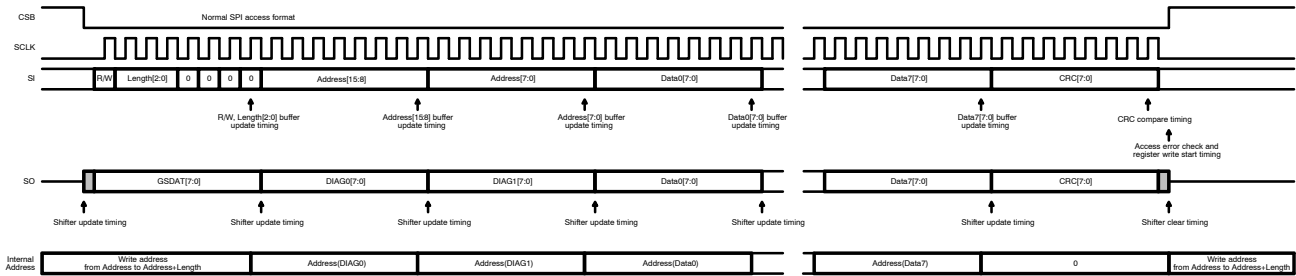 CSB
Normal SPI access format
SCLK
SI
R/W
Length[2:0]
0
0
0
0
Address[15:8]
Address[7:0]
Data0[7:0]
Data7[7:0]
CRC[7:0]
R/W, Length[2:0] buffer
update timing
Address[15:8] buffer
update timing
Address[7:0] buffer
update timing
Data0[7:0] buffer
update timing
Data7[7:0] buffer
update timing
CRC compare timing
Access error check and
register write start timing
SO
GSDAT[7:0]
DIAG0[7:0]
DIAG1[7:0]
Data0[7:0]
Data7[7:0]
CRC[7:0]
Shifter update timing
Shifter update timing
Shifter update timing
Shifter update timing
Shifter update timing
Shifter update timing
Shifter clear timing
Internal
Address
Write address
from Address to Address+Length
Address(DIAG0)
Address(DIAG1)
Address(Data0)
Address(Data7)
0
Write address
from Address to Address+Length